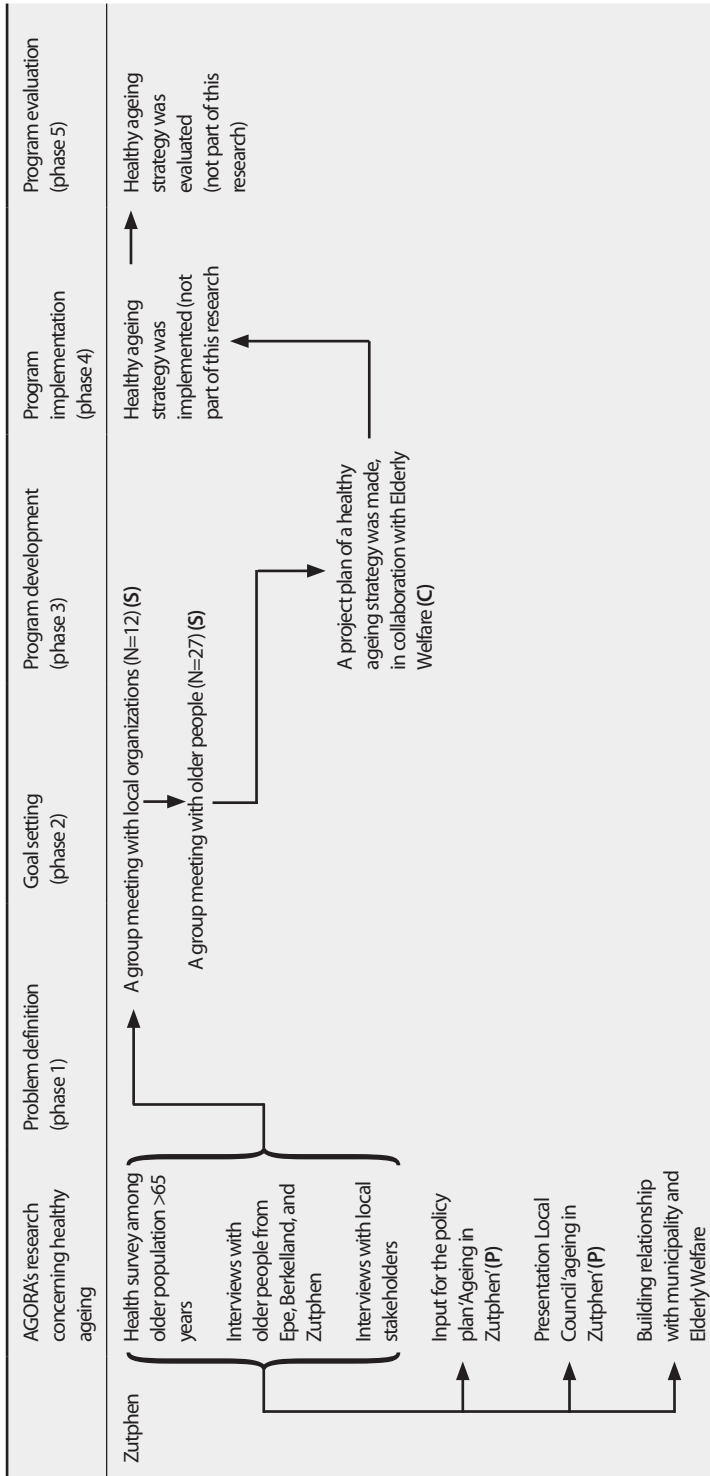 AGORA's research
concerning healthy
ageing
Problem definition
(phase 1)
Goal setting
(phase 2)
Program development
(phase 3)
Program
implementation
(phase 4)
Program evaluation
(phase 5)
Zutphen
Health survey among
older population >65
years
Interviews with
older people from
Epe, Berkelland, and
Zutphen
Interviews with local
stakeholders
Input for the policy
plan 'Ageing in
Zutphen' (P)
Presentation Local
Council 'ageing in
Zutphen' (P)
Building relationship
with municipality and
Elderly Welfare
A group meeting with local organizations (N=12) (S)
A group meeting with older people (N=27) (S)
A project plan of a healthy
ageing strategy was made,
in collaboration with Elderly
Welfare (C)
Healthy ageing
strategy was
implemented (not
part of this research
Healthy ageing
strategy was
evaluated
(not part of this
research)